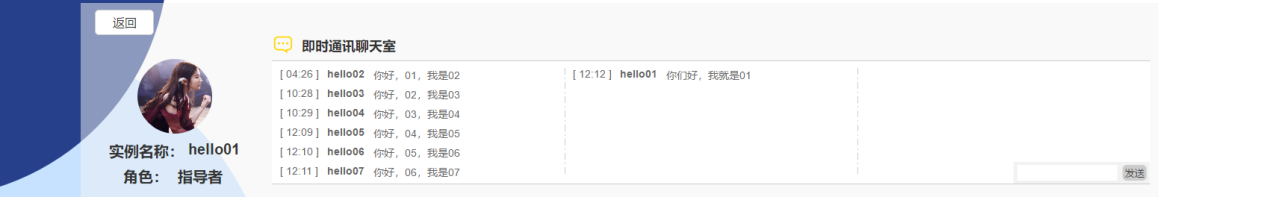 返回
即时通讯聊天室
[ 04:26 ] hello02 你好，01，我是02
[ 10:28 ] hello03 你好，02，我是03
[ 10:29 ] hello04 你好，03，我是04
[ 12:09 ] hello05 你好，04，我是05
[ 12:10 ] hello06 你好，05，我是06
[ 12:11 ] hello07 你好，06，我是07
[ 12:12 ] hello01 你们好，我就是01
实例名称： hello01
角色： 指导者
发送